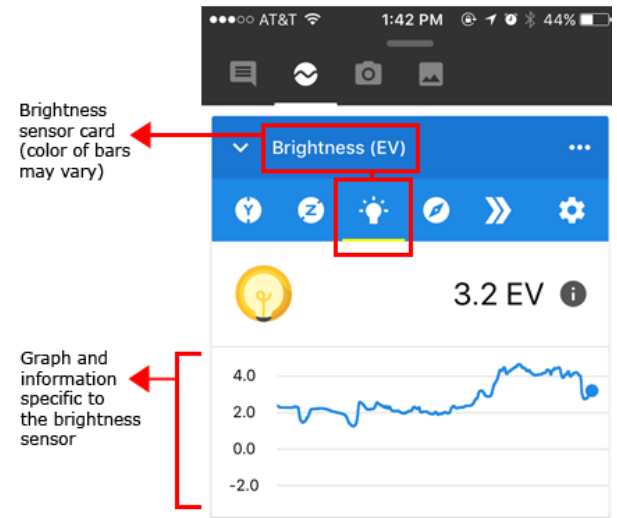 AT&T 1:42 PM 44%
Brightness
sensor card
(color of bars
may vary)
Brightness (EV)
Y Z
3.2 EV i
Graph and
information
specific to
the brightness
sensor
4.0
2.0
0.0
-2.0